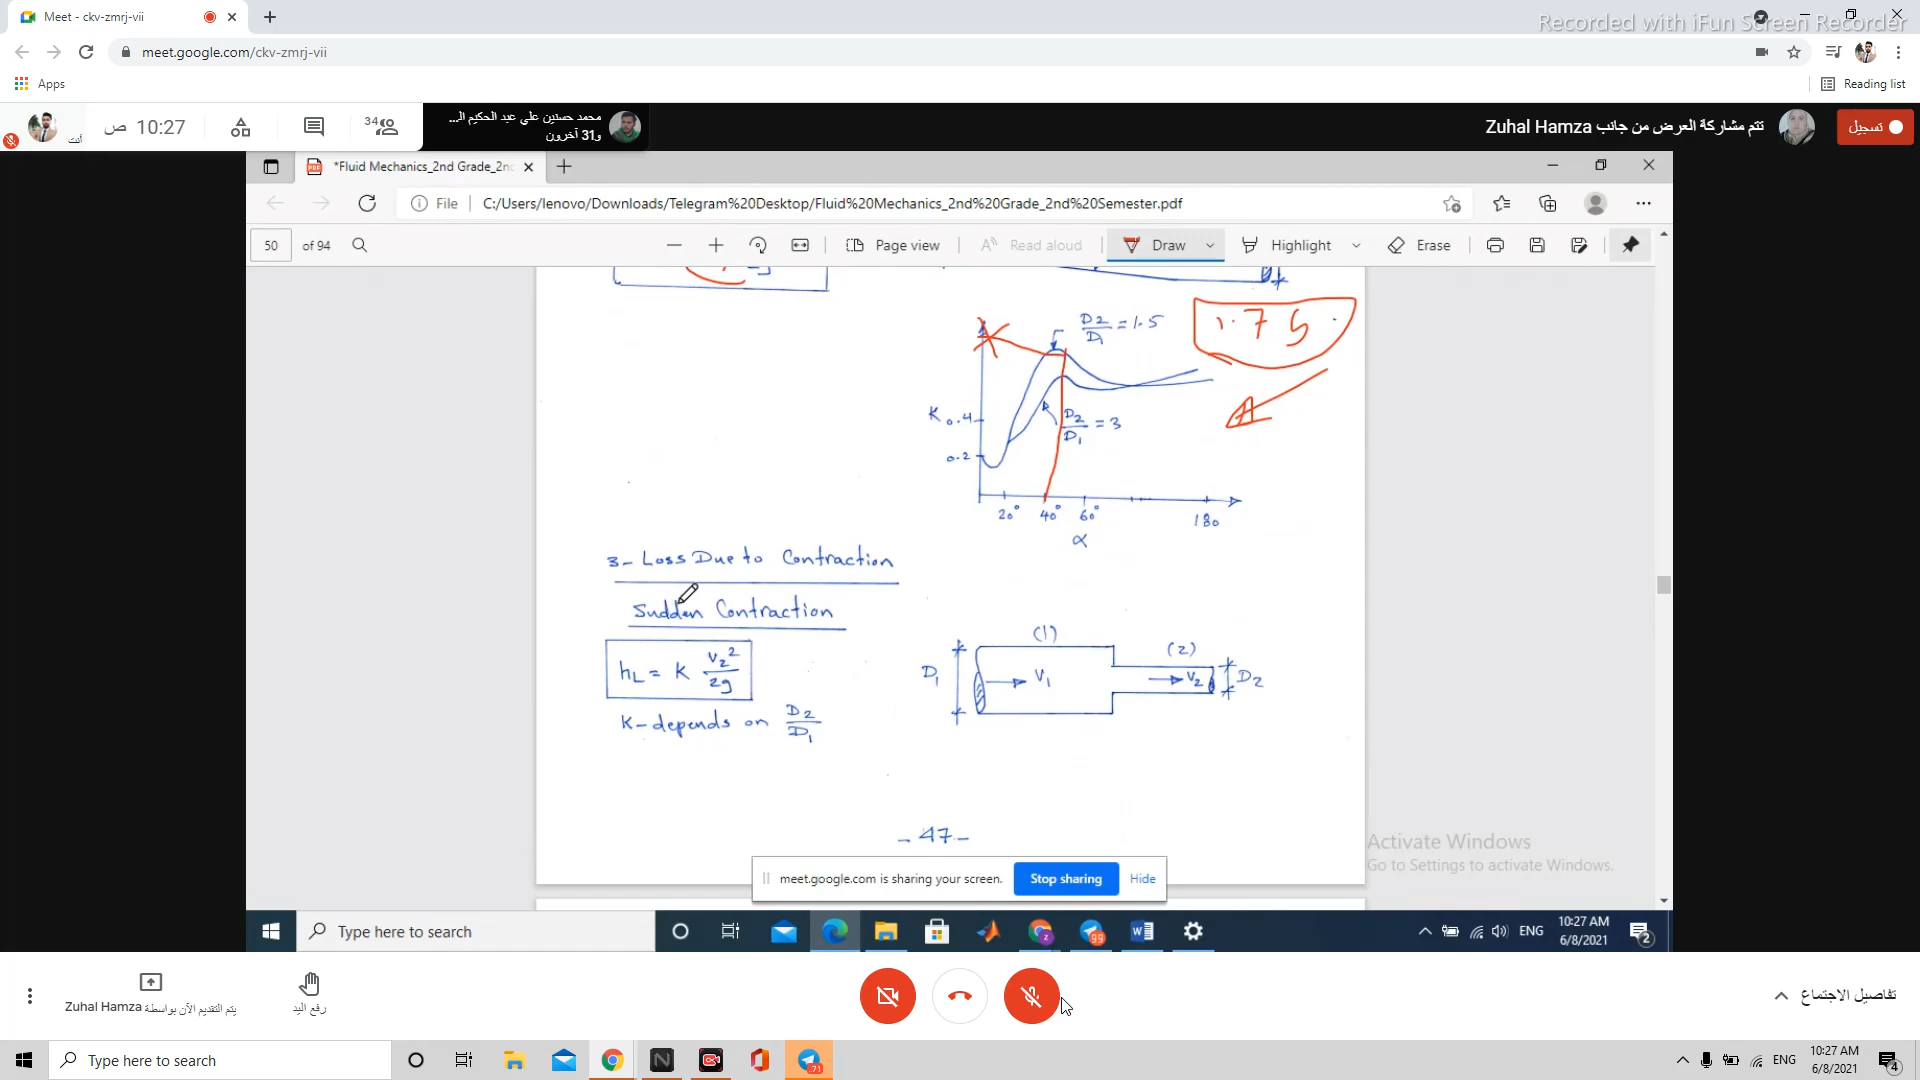 Meet - ckv-zmrj-vii
Recorded with iFun Screen Recorder
meet.google.com/ckv-zmrj-vii
Apps
Reading list
أنت
10:27 ص
34
محمد حسنين علي عبد الحكيم ال...
و31 آخرون
تتم مشاركة العرض من جانب Zuhal Hamza
تسجيل
*Fluid Mechanics_2nd Grade_2nd
File
C:/Users/lenovo/Downloads/Telegram%20Desktop/Fluid%20Mechanics_2nd%20Grade_2nd%20Semester.pdf
50 of 94
Page view
Read aloud
Draw
Highlight
Erase
D2/D1 = 1.5
1.75
K
0.4
D2/D1 = 3
0.2
20° 40° 60° 180
α
3- Loss Due to Contraction
Sudden Contraction
hL = K V2²/2g
K-depends on D2/D1
(1)
(2)
D1
V1
V2
D2
- 47 -
Activate Windows
Go to Settings to activate Windows.
meet.google.com is sharing your screen.
Stop sharing
Hide
Type here to search
ENG
10:27 AM
6/8/2021
2
Zuhal Hamza يتم التقديم الآن بواسطة
رفع اليد
تفاصيل الاجتماع
Type here to search
71
ENG
10:27 AM
6/8/2021
4